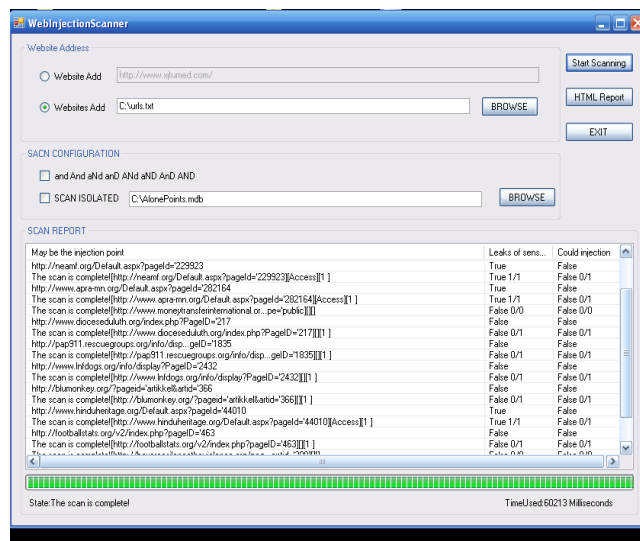 WebInjectionScanner
Website Address
Website Add http://www.xjtumed.com/ Start Scanning
Websites Add C:\urls.txt BROWSE HTML Report
EXIT
SACN CONFIGURATION
and And aNd anD ANd aND AnD AND
SCAN ISOLATED C:\AlonePoints.mdb BROWSE
SCAN REPORT
May be the injection point Leaks of sens... Could injection
http://neamf.org/Default.aspx?pageId='229923 True False
The scan is complete![http://neamf.org/Default.aspx?pageId='229923][Access][1 ] True 1/1 False 0/1
http://www.apra-mn.org/Default.aspx?pageId='282164 True False
The scan is complete![http://www.apra-mn.org/Default.aspx?pageId='282164][Access][1 ] True 1/1 False 0/1
The scan is complete![http://www.moneytransferinternational.or...pe='public][][] False 0/0 False 0/0
http://www.dioceseduluth.org/index.php?PageID='217 False False
The scan is complete![http://www.dioceseduluth.org/index.php?PageID='217][][1 ] False 0/1 False 0/1
http://pap911.rescuegroups.org/info/disp...geID='1835 False False
The scan is complete![http://pap911.rescuegroups.org/info/disp...geID='1835][][1 ] False 0/1 False 0/1
http://www.lnfdogs.org/info/display?PageID='2432 False False
The scan is complete![http://www.lnfdogs.org/info/display?PageID='2432][][1 ] False 0/1 False 0/1
http://blumonkey.org/?pageid='artikkel&artid='366 False False
The scan is complete![http://blumonkey.org/?pageid='artikkel&artid='366][][1 ] False 0/1 False 0/1
http://www.hinduheritage.org/Default.aspx?pageId='44010 True False
The scan is complete![http://www.hinduheritage.org/Default.aspx?pageId='44010][Access][1 ] True 1/1 False 0/1
http://footballstats.org/v2/index.php?pageID='463 False False
The scan is complete![http://footballstats.org/v2/index.php?pageID='463][][1 ] False 0/1 False 0/1
State:The scan is complete! TimeUsed:60213 Milliseconds